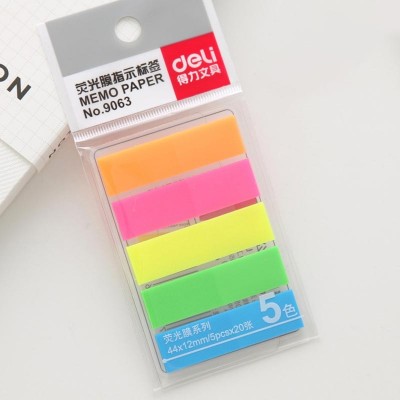 荧光膜指示标签
MEMO PAPER
No.9063
deli
得力文具
荧光膜系列
44x12mm/5pcsx20张
5色
ON